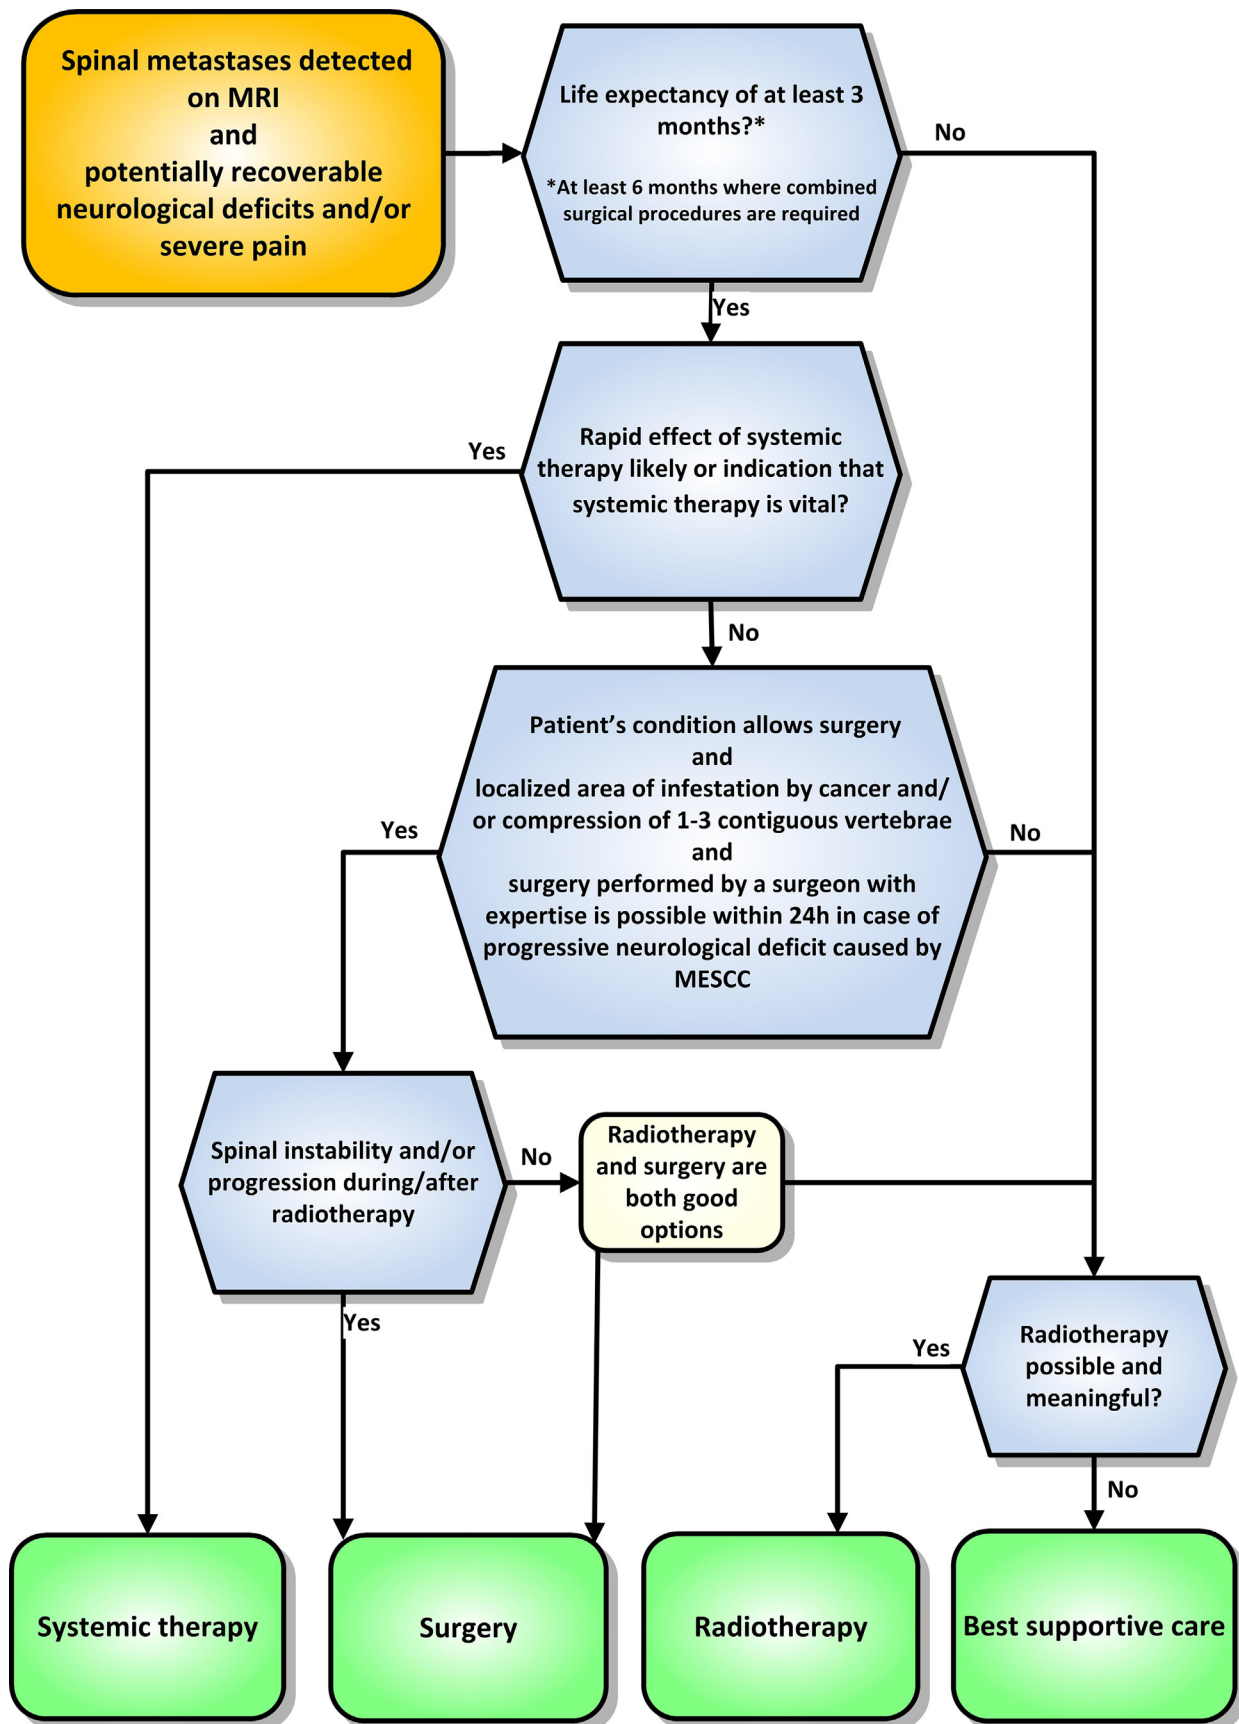 Spinal metastases detected
on MRI
and
potentially recoverable
neurological deficits and/or
severe pain
Life expectancy of at least 3
months?*
*At least 6 months where combined
surgical procedures are required
No
Yes
Rapid effect of systemic
therapy likely or indication that
systemic therapy is vital?
Yes
No
Patient’s condition allows surgery
and
localized area of infestation by cancer and/
or compression of 1-3 contiguous vertebrae
and
surgery performed by a surgeon with
expertise is possible within 24h in case of
progressive neurological deficit caused by
MESCC
Yes
No
Spinal instability and/or
progression during/after
radiotherapy
No
Radiotherapy
and surgery are
both good
options
Yes
Radiotherapy
possible and
meaningful?
Yes
No
Systemic therapy
Surgery
Radiotherapy
Best supportive care